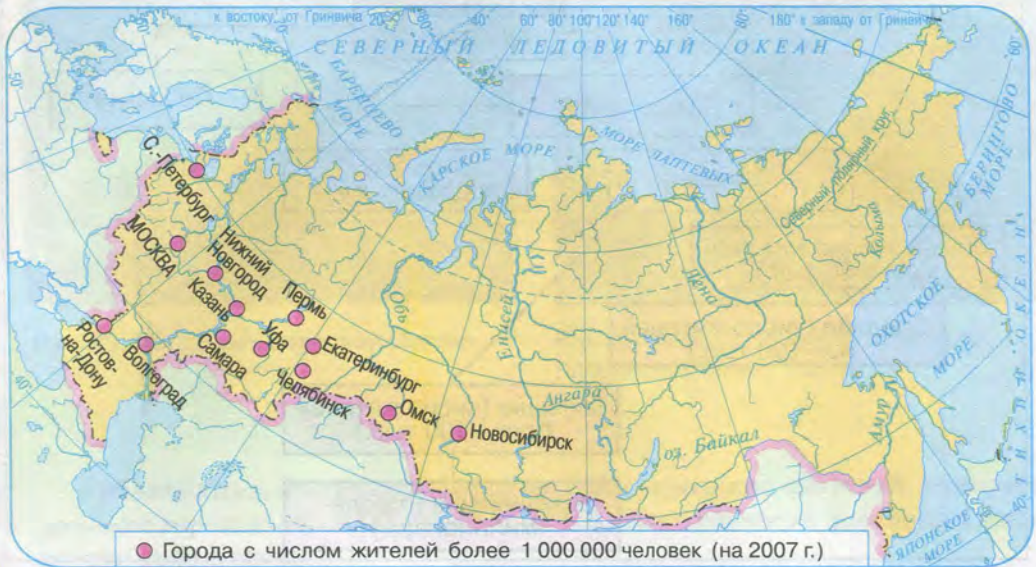 к востоку от Гринвича 20° 40° 60° 80° 100° 120° 140° 160° 180° к западу от Гринвича
СЕВЕРНЫЙ ЛЕДОВИТЫЙ ОКЕАН
БАРЕНЦЕВО
МОРЕ
КАРСКОЕ МОРЕ
МОРЕ ЛАПТЕВЫХ
Северный полярный круг
БЕРИНГОВО
МОРЕ
С. Петербург
МОСКВА
Нижний
Новгород
Казань
Пермь
Уфа
Самара
Екатеринбург
Челябинск
Ростов-
на-Дону
Волгоград
Омск
Новосибирск
Обь
Енисей
Ангара
Лена
Колыма
оз. Байкал
Амур
ОХОТСКОЕ
МОРЕ
ЯПОНСКОЕ
МОРЕ
ТИХИЙ ОКЕАН
40°
40°
Города с числом жителей более 1 000 000 человек (на 2007 г.)